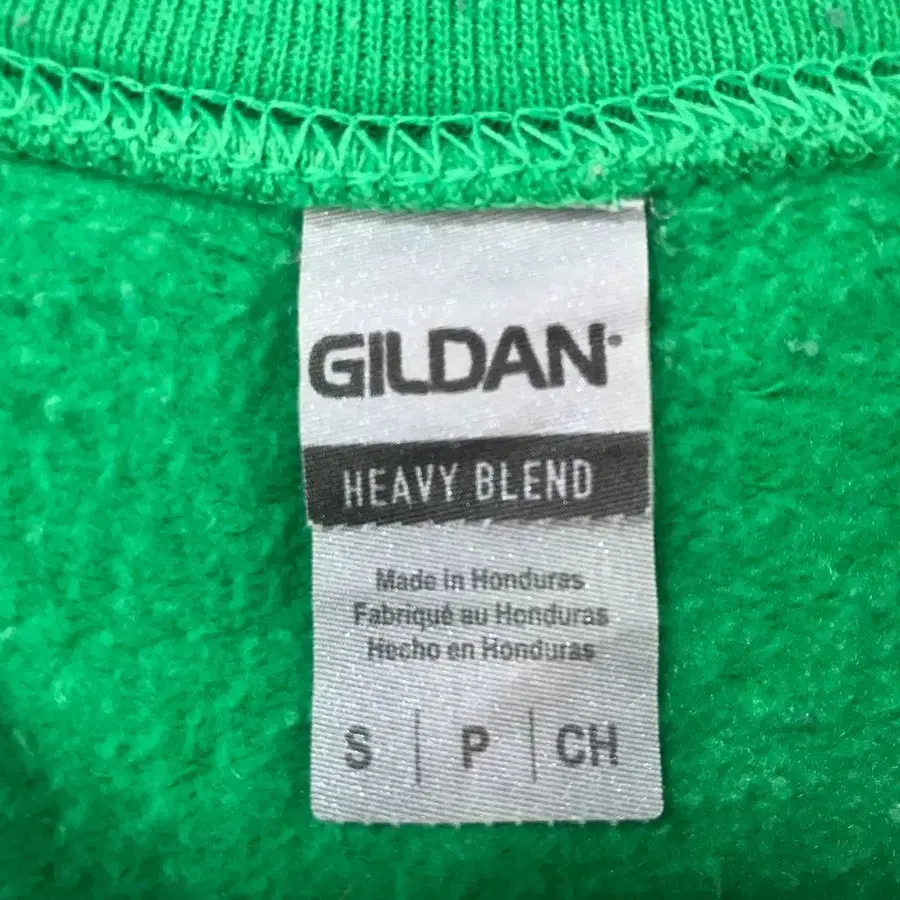 GILDAN
HEAVY BLEND
Made in Honduras
Fabriqué au Honduras
Hecho en Honduras
S | P | CH